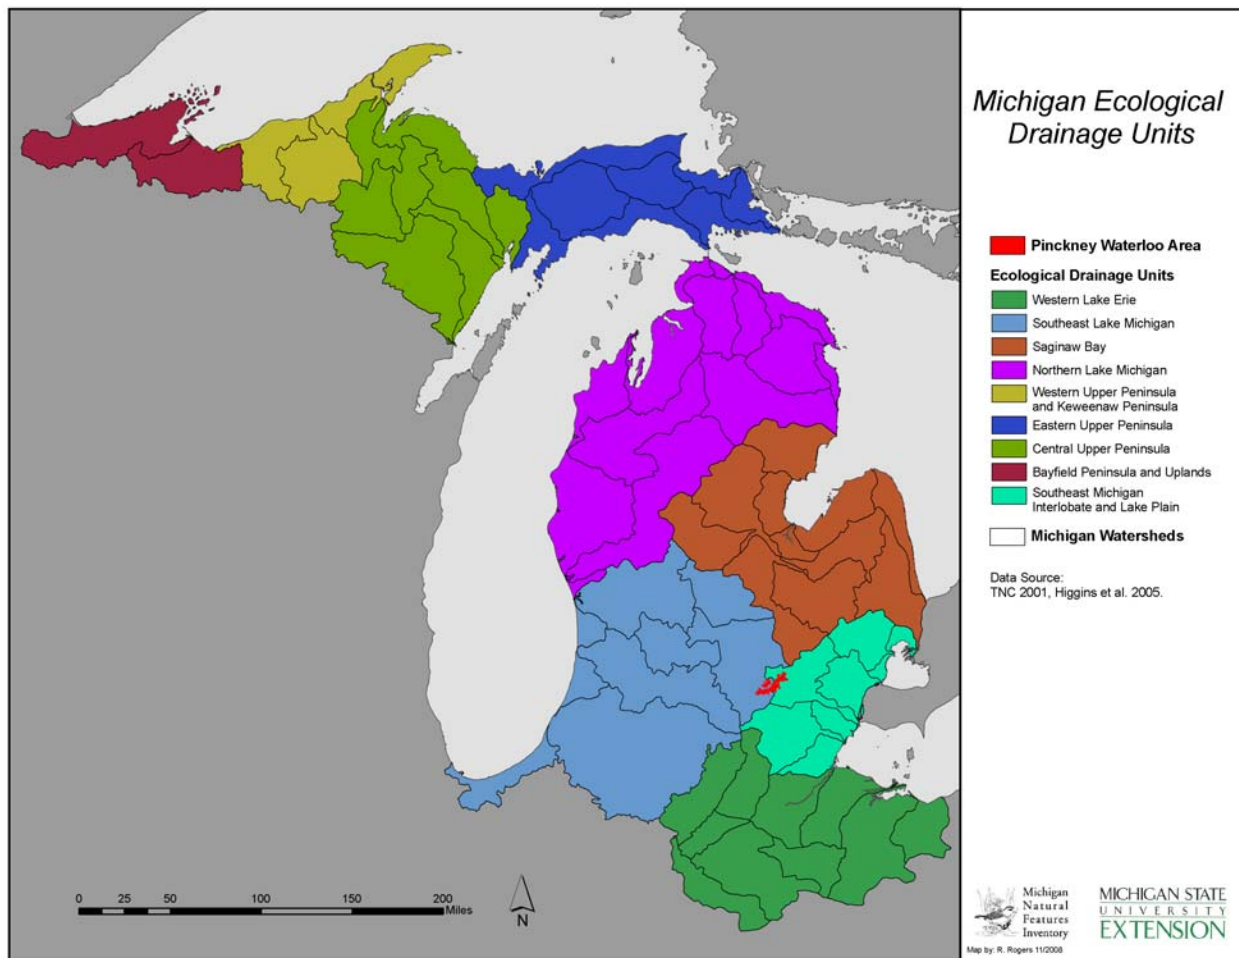 Michigan Ecological
Drainage Units
Pinckney Waterloo Area
Ecological Drainage Units
Western Lake Erie
Southeast Lake Michigan
Saginaw Bay
Northern Lake Michigan
Western Upper Peninsula
and Keweenaw Peninsula
Eastern Upper Peninsula
Central Upper Peninsula
Bayfield Peninsula and Uplands
Southeast Michigan
Interlobate and Lake Plain
Michigan Watersheds
Data Source:
TNC 2001, Higgins et al. 2005.
0 25 50 100 150 200
Miles
N
Michigan
Natural
Features
Inventory
MICHIGAN STATE
UNIVERSITY
EXTENSION
Map by: R. Rogers 11/2008